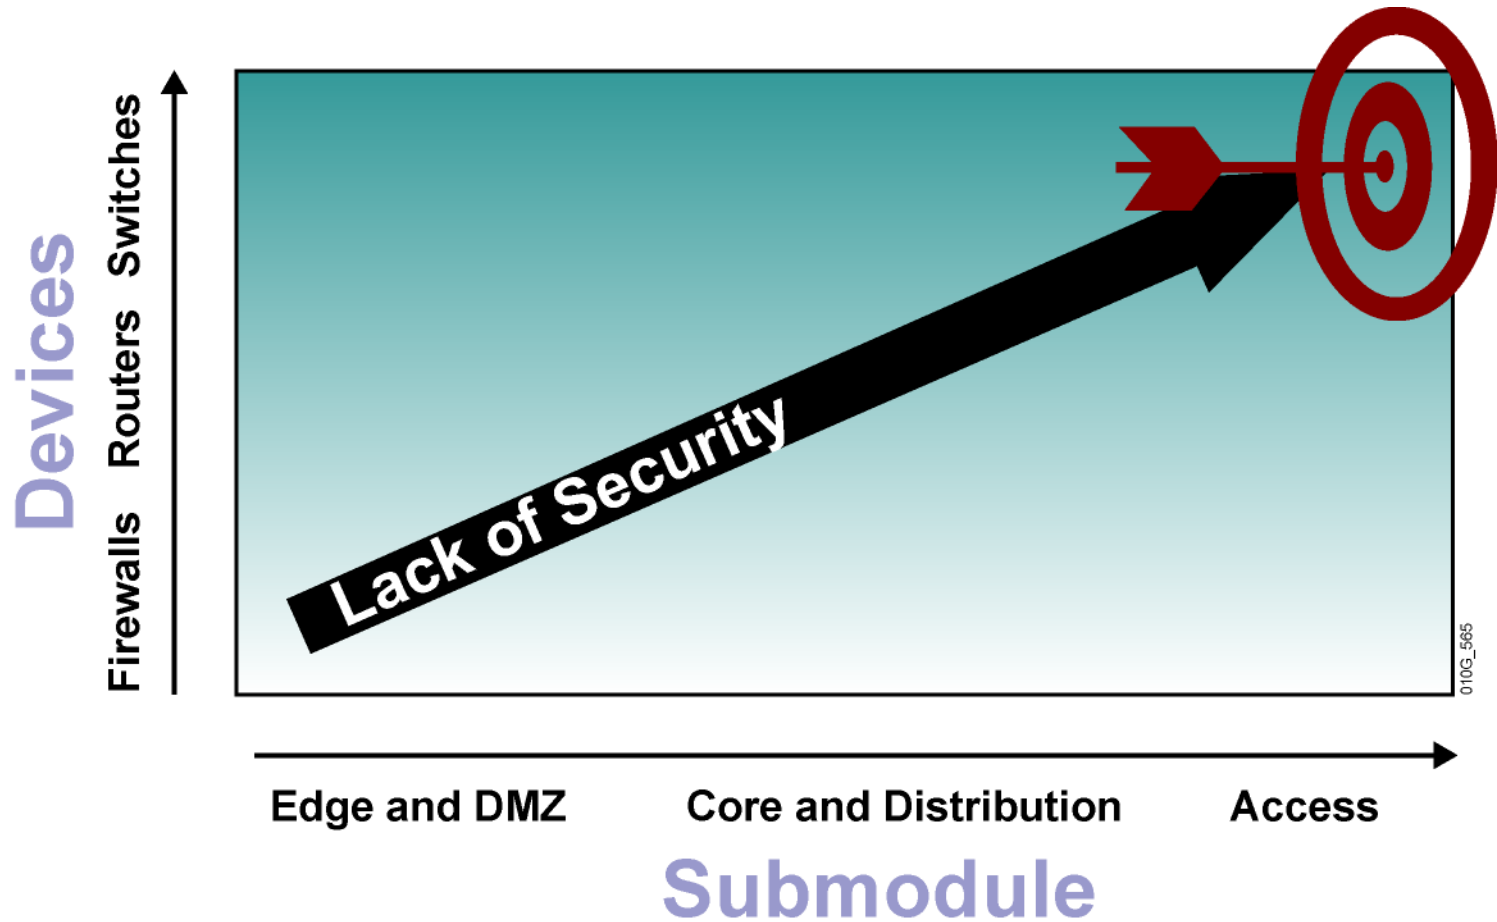 Devices
Switches
Routers
Firewalls
Lack of Security
010G_565
Edge and DMZ
Core and Distribution
Access
Submodule